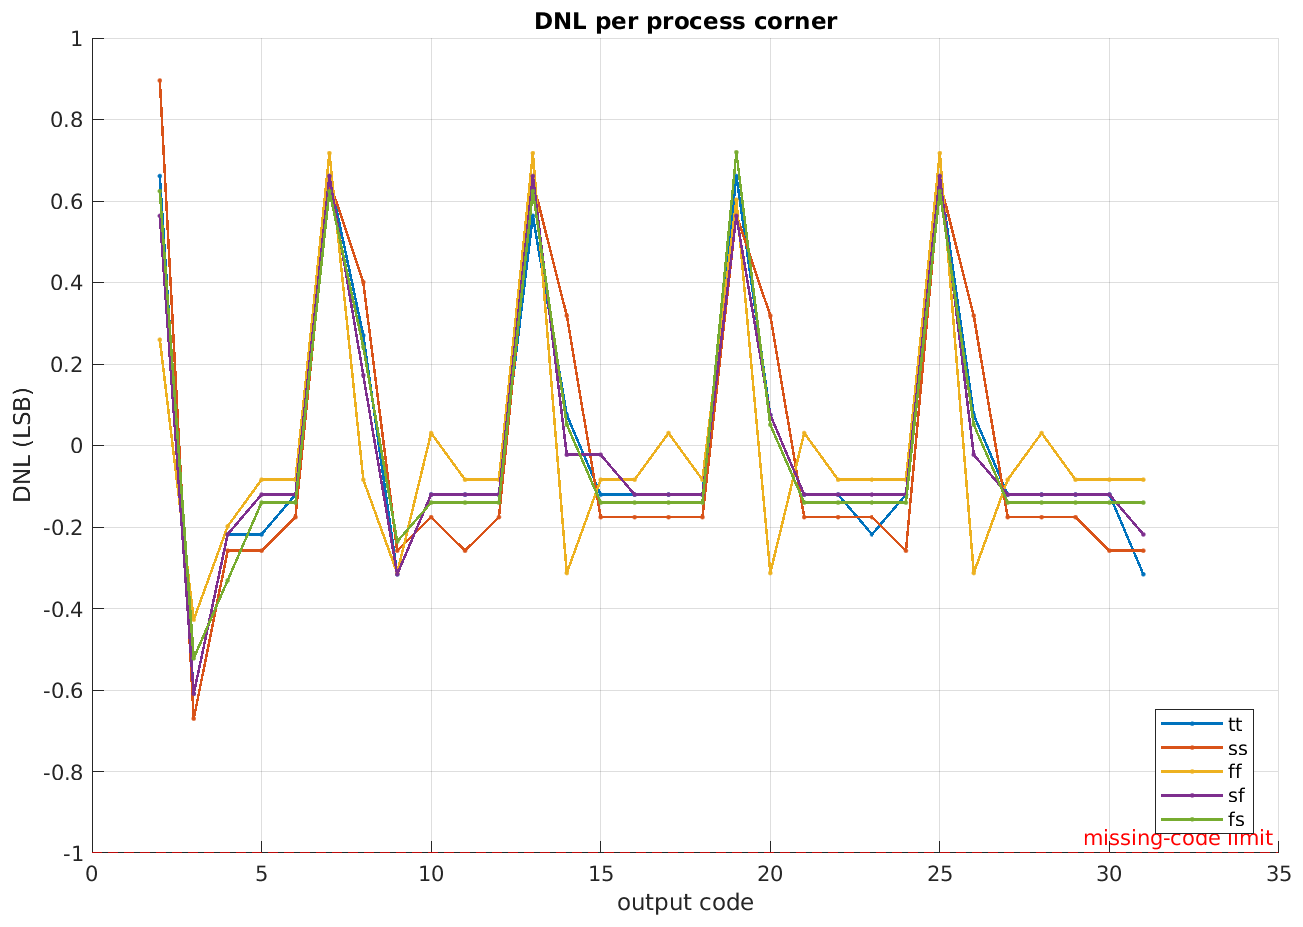 DNL per process corner
1
0.8
0.6
0.4
0.2
0
-0.2
-0.4
-0.6
-0.8
-1
DNL (LSB)
0
5
10
15
20
25
30
35
output code
tt
ss
ff
sf
fs
missing-code limit